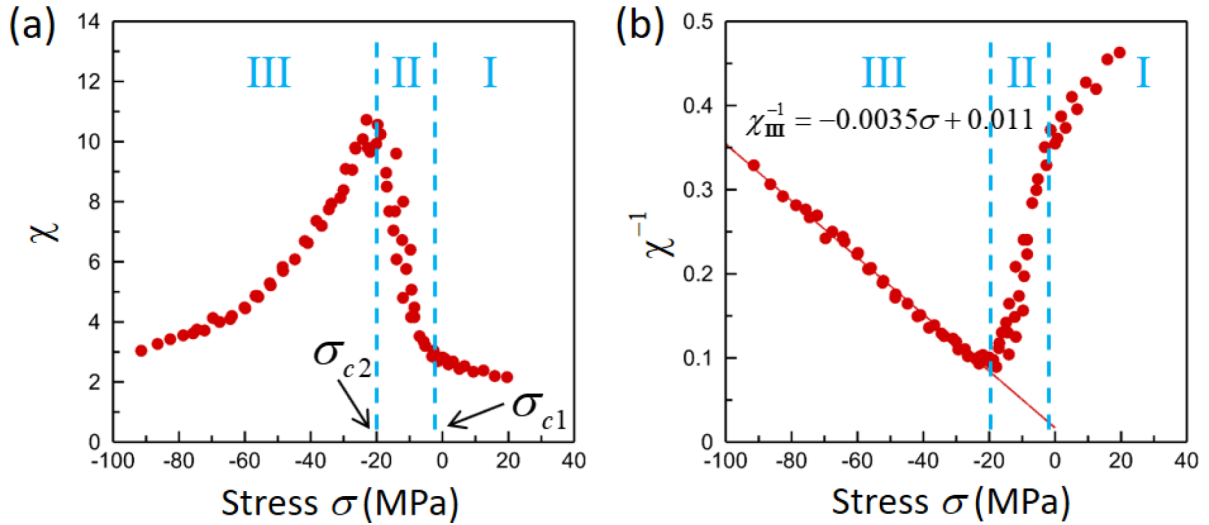 (a)
14
12
10
8
6
4
2
0
χ
III
II
I
σc2
σc1
-100 -80 -60 -40 -20 0 20 40
Stress σ (MPa)
(b)
0.5
0.4
0.3
0.2
0.1
0
χ⁻¹
III
II
I
χ_III⁻¹ = −0.0035σ + 0.011
-100 -80 -60 -40 -20 0 20 40
Stress σ (MPa)